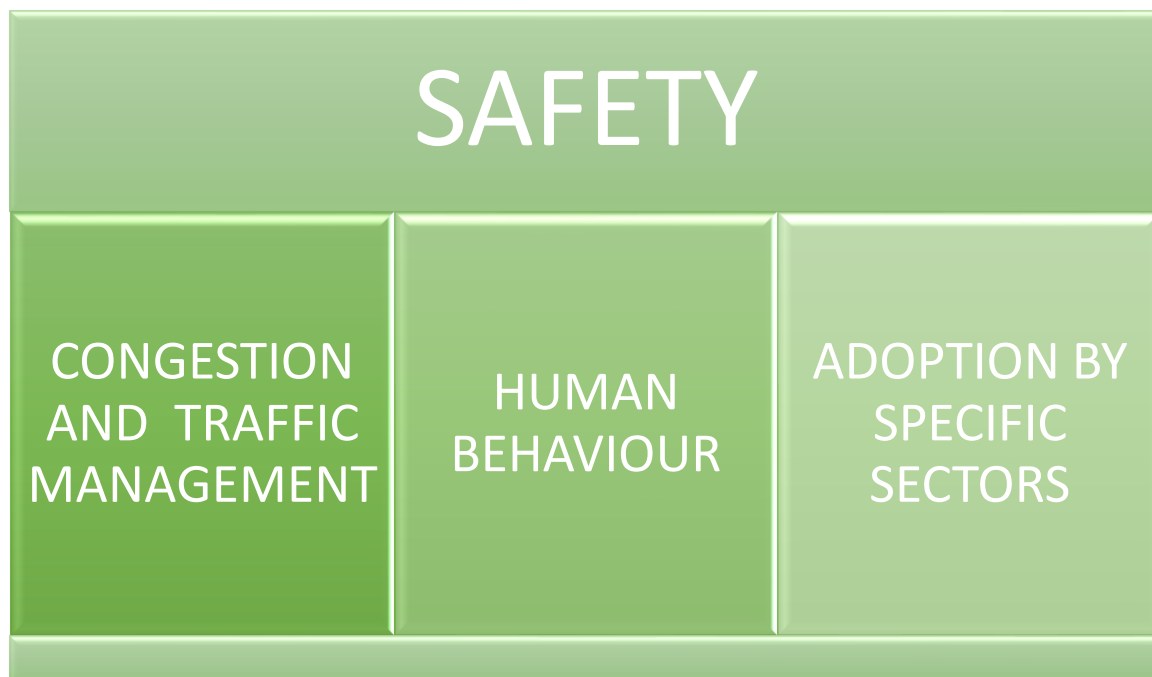 SAFETY
CONGESTION
AND TRAFFIC
MANAGEMENT
HUMAN
BEHAVIOUR
ADOPTION BY
SPECIFIC
SECTORS